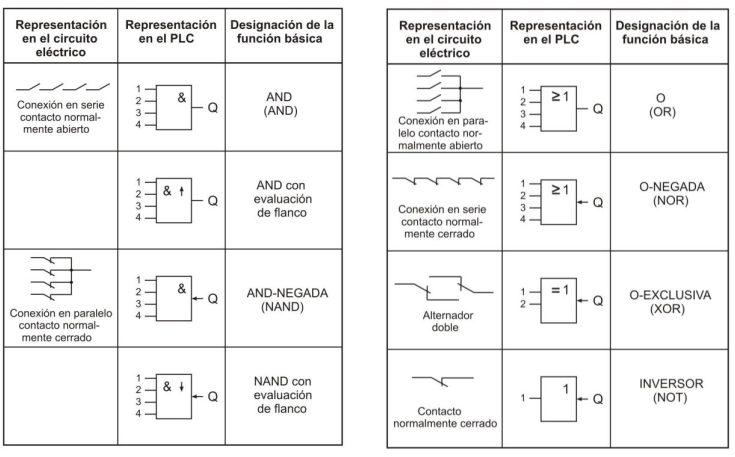 Representación
en el circuito
eléctrico
Representación
en el PLC
Designación de la
función básica
Conexión en serie
contacto normal-
mente abierto
1
2
3
4
&
Q
AND
(AND)
1
2
3
4
&
Q
AND con
evaluación
de flanco
Conexión en paralelo
contacto normal-
mente cerrado
1
2
3
4
&
Q
AND-NEGADA
(NAND)
1
2
3
4
&
Q
NAND con
evaluación
de flanco
Representación
en el circuito
eléctrico
Representación
en el PLC
Designación de la
función básica
Conexión en para-
lelo contacto nor-
malmente abierto
1
2
3
4
≥1
Q
O
(OR)
Conexión en serie
contacto normal-
mente cerrado
1
2
3
4
≥1
Q
O-NEGADA
(NOR)
Alternador
doble
1
2
=1
Q
O-EXCLUSIVA
(XOR)
Contacto
normalmente cerrado
1
1
Q
INVERSOR
(NOT)